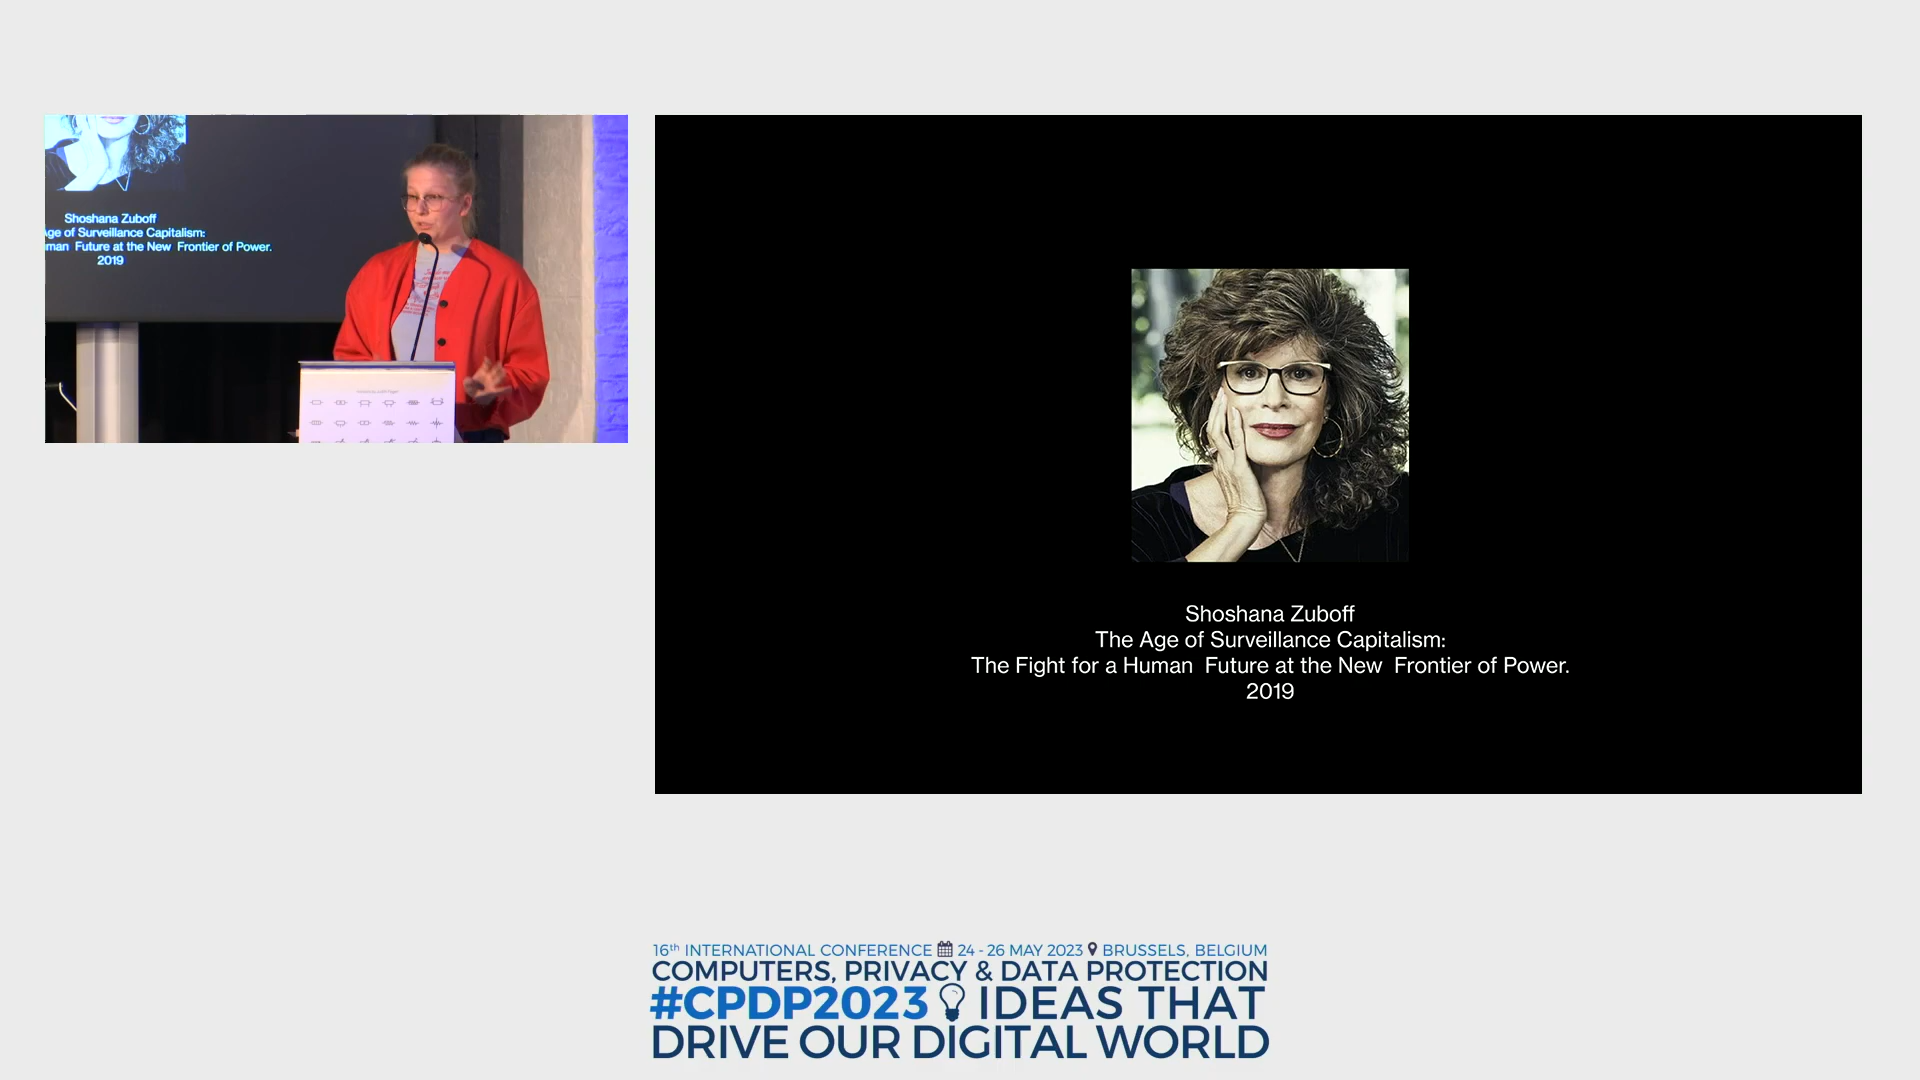 Shoshana Zuboff
Age of Surveillance Capitalism:
man Future at the New Frontier of Power.
2019
Shoshana Zuboff
The Age of Surveillance Capitalism:
The Fight for a Human Future at the New Frontier of Power.
2019
16th INTERNATIONAL CONFERENCE 24 - 26 MAY 2023 BRUSSELS, BELGIUM
COMPUTERS, PRIVACY & DATA PROTECTION
#CPDP2023 IDEAS THAT
DRIVE OUR DIGITAL WORLD